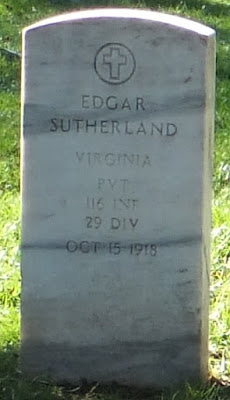 EDGAR
SUTHERLAND
VIRGINIA
PVT
116 INF
29 DIV
OCT 15 1918